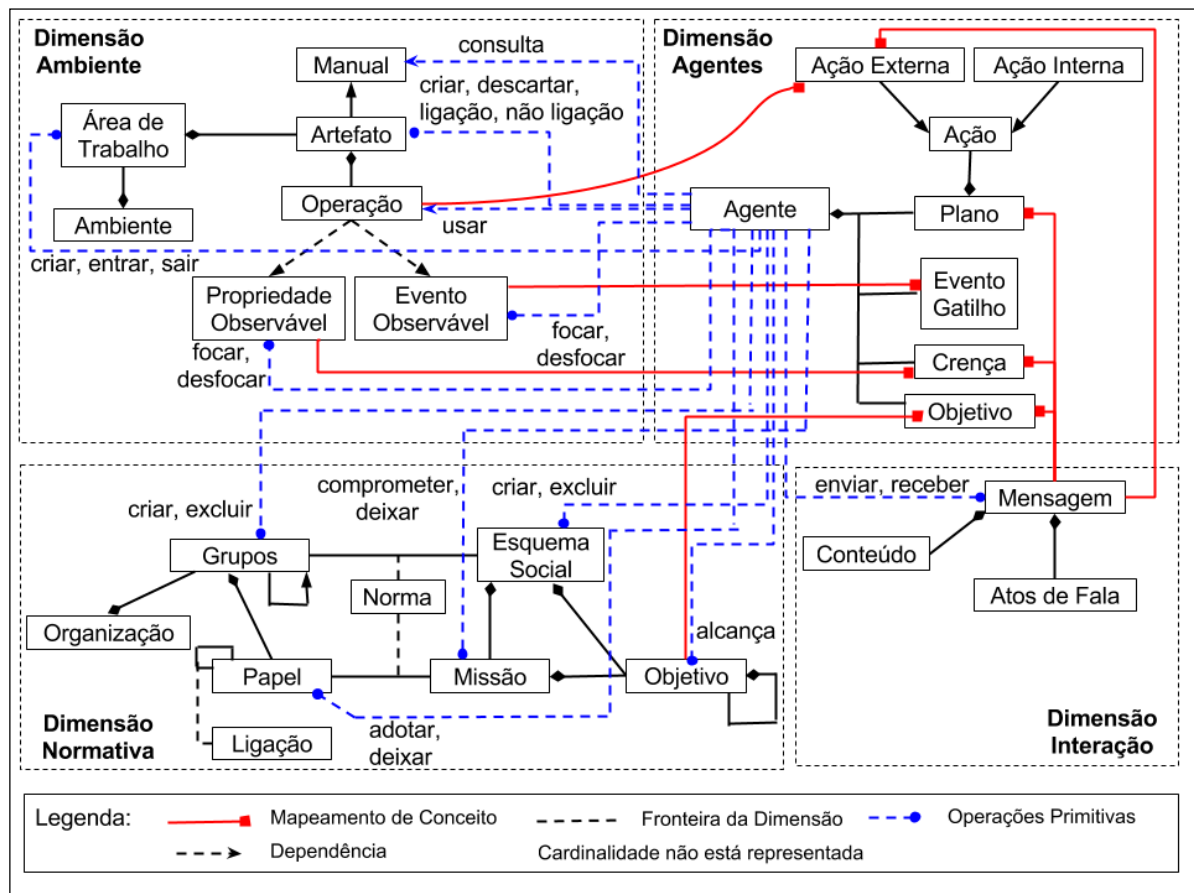 Dimensão
Ambiente
consulta
Manual
criar, descartar,
ligação, não ligação
Área de
Trabalho
Artefato
Operação
usar
Ambiente
criar, entrar, sair
Propriedade
Observável
Evento
Observável
focar,
desfocar
focar,
desfocar
Dimensão
Agentes
Ação Externa
Ação Interna
Ação
Agente
Plano
Evento
Gatilho
Crença
Objetivo
criar, excluir
comprometer,
deixar
criar, excluir
Grupos
Esquema
Social
Norma
Organização
alcança
Papel
Missão
Objetivo
Dimensão
Normativa
Ligação
adotar,
deixar
enviar, receber
Mensagem
Conteúdo
Atos de Fala
Dimensão
Interação
Legenda:
Mapeamento de Conceito
Fronteira da Dimensão
Operações Primitivas
Dependência
Cardinalidade não está representada